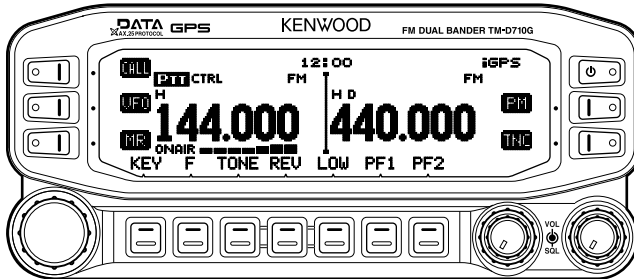 DATA GPS KENWOOD FM DUAL BANDER TM-D710G
AX.25 PROTOCOL
CALL 12:00 iGPS
PTT CTRL FM FM
VFO H H D PM
144.000 440.000
MR ONAIR TNC
KEY F TONE REV LOW PF1 PF2
VOL
SQL